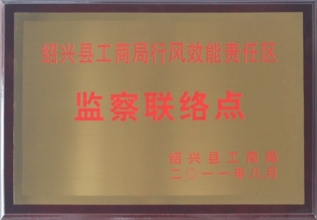 绍兴县工商局行风效能责任区
监察联络点
绍兴县工商局
二〇一一年八月